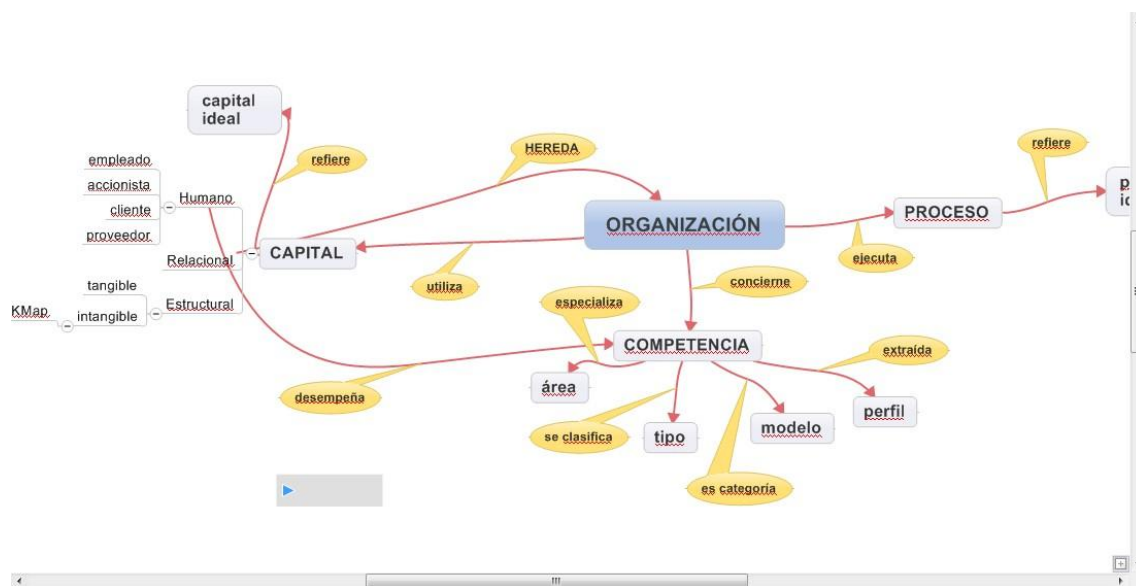 capital
ideal
refiere
HEREDA
refiere
empleado
accionista
cliente
proveedor
Humano
ORGANIZACIÓN
PROCESO
CAPITAL
Relacional
ejecuta
utiliza
concierne
tangible
intangible
KMap
Estructural
especializa
COMPETENCIA
extraída
área
desempeña
se clasifica
tipo
modelo
perfil
es categoría